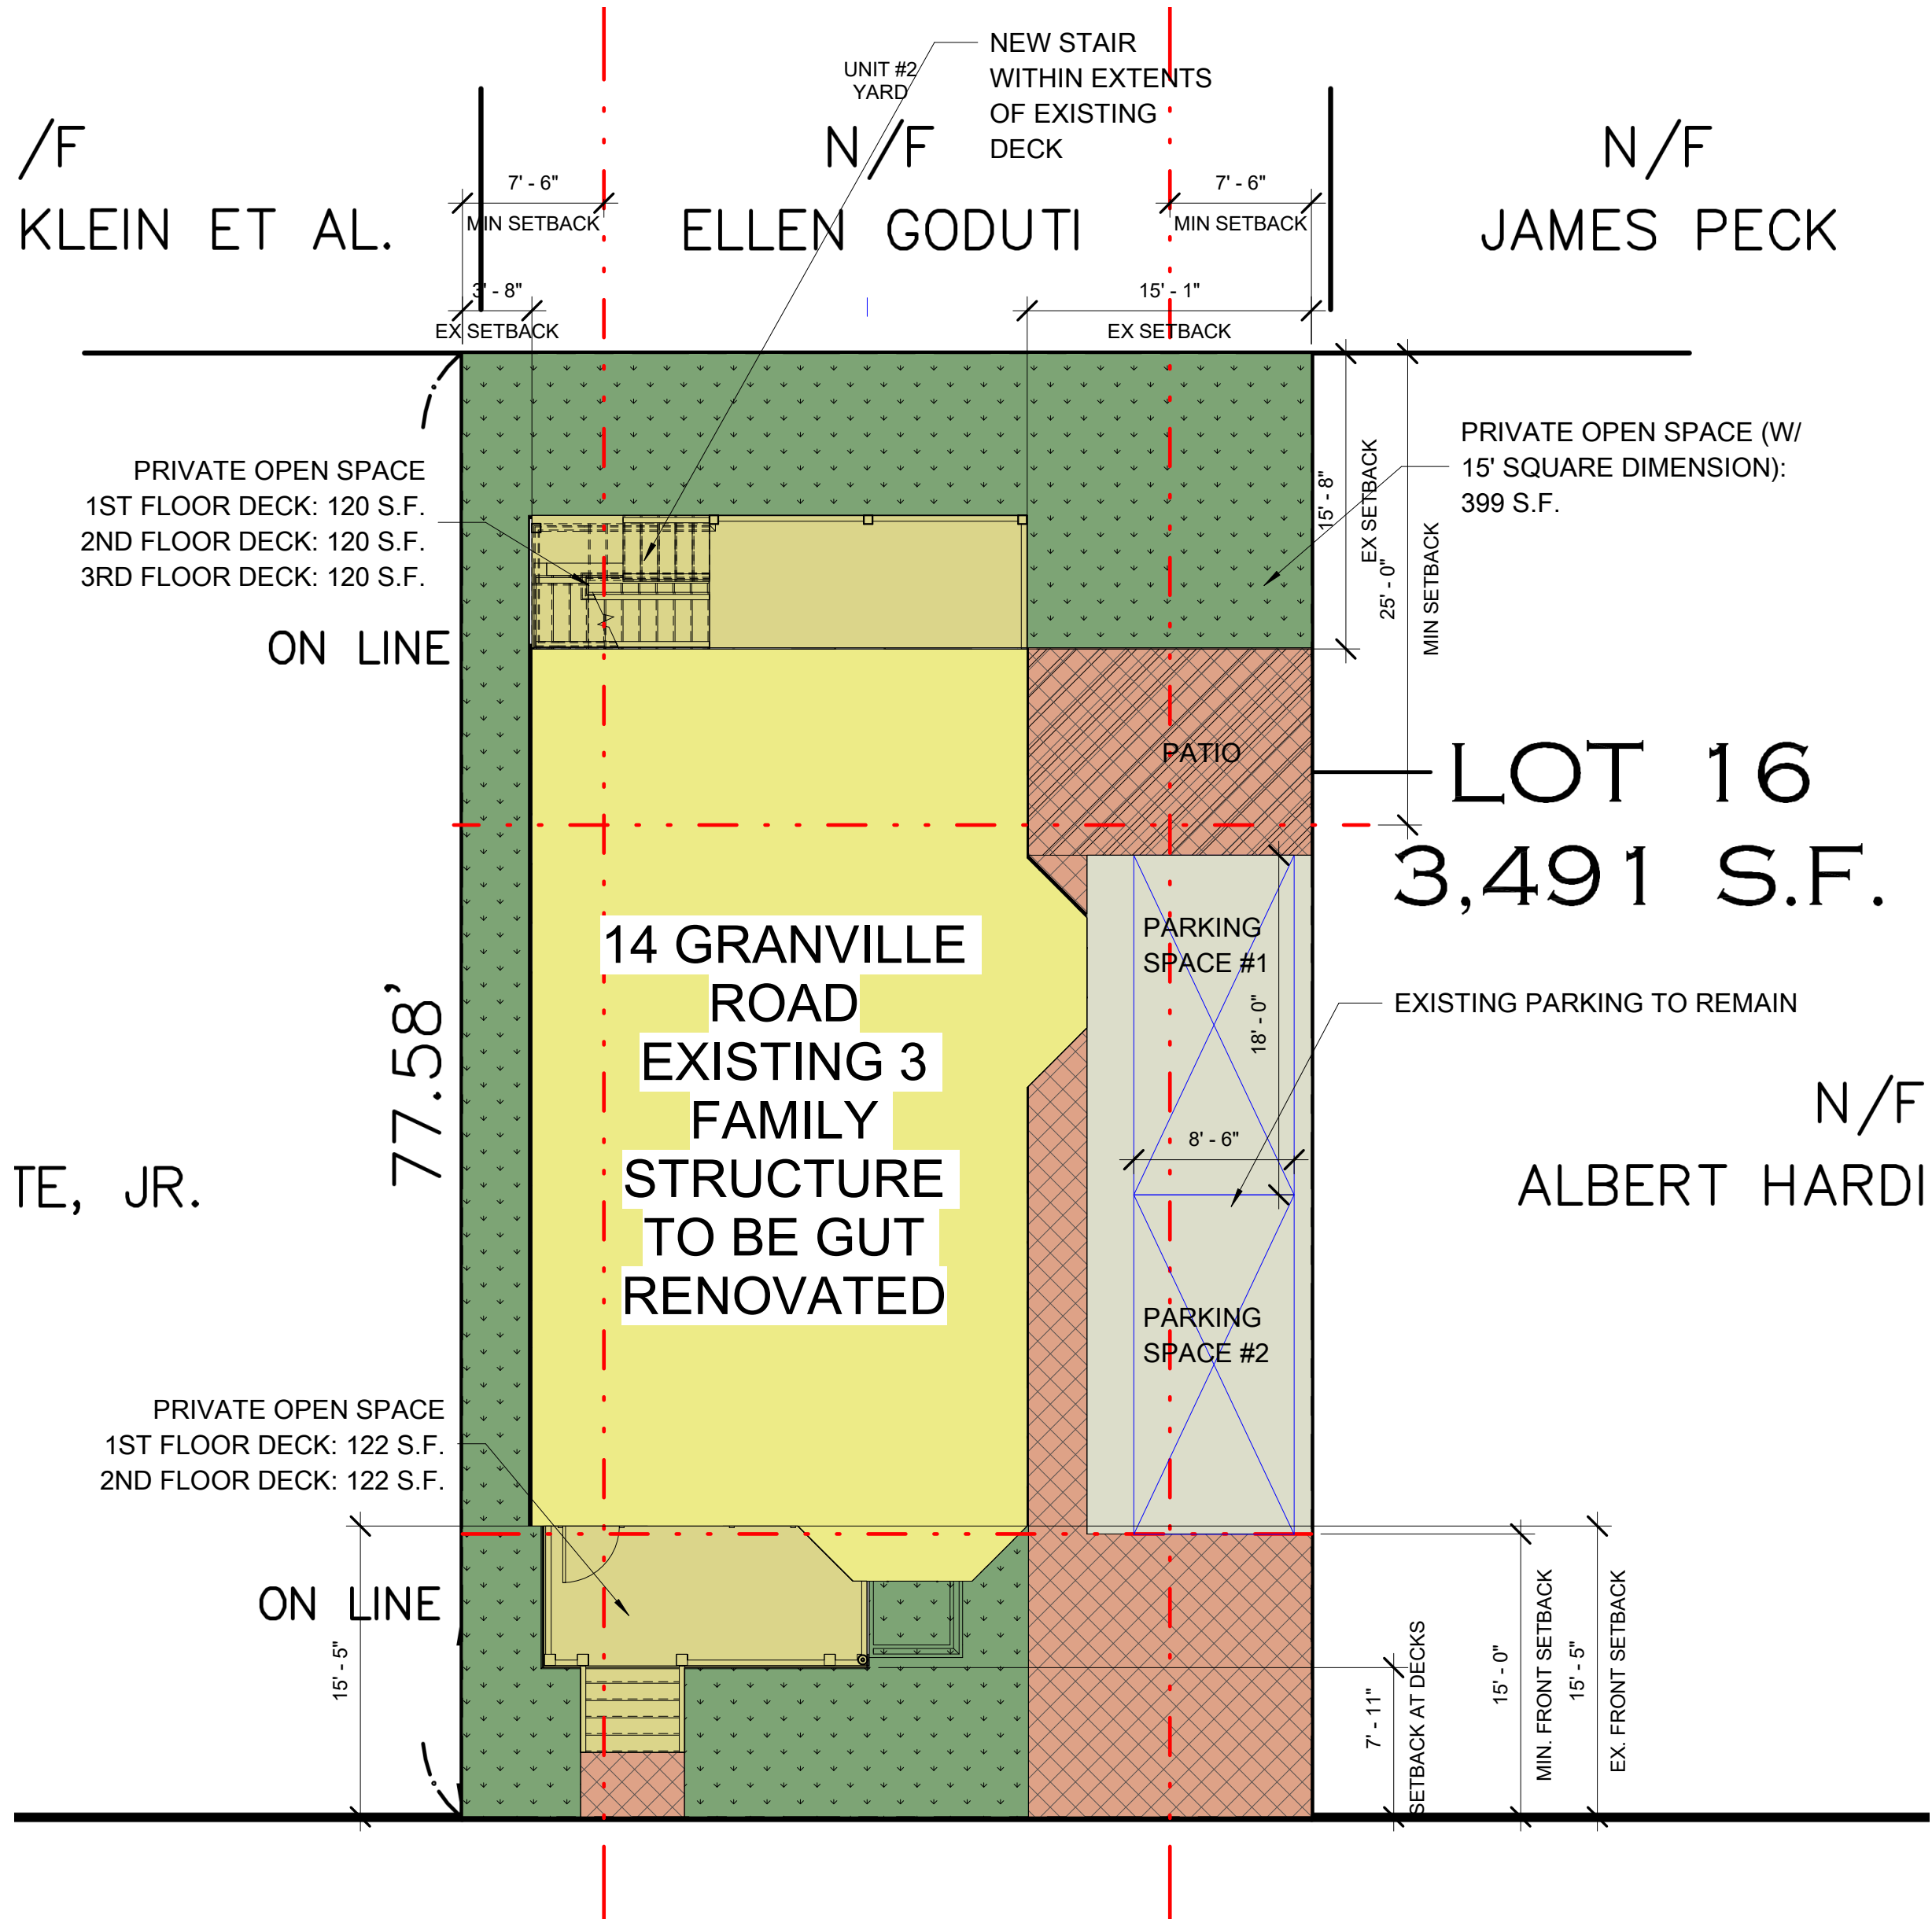 NEW STAIR
WITHIN EXTENTS
OF EXISTING
DECK
UNIT #2
YARD
/F
KLEIN ET AL.
N/F
ELLEN GODUTI
N/F
JAMES PECK
7' - 6"
MIN SETBACK
7' - 6"
MIN SETBACK
3' - 8"
EX SETBACK
15' - 1"
EX SETBACK
PRIVATE OPEN SPACE
1ST FLOOR DECK: 120 S.F.
2ND FLOOR DECK: 120 S.F.
3RD FLOOR DECK: 120 S.F.
15' - 8"
EX SETBACK
25' - 0"
MIN SETBACK
PRIVATE OPEN SPACE (W/
15' SQUARE DIMENSION):
399 S.F.
ON LINE
PATIO
LOT 16
3,491 S.F.
14 GRANVILLE
ROAD
EXISTING 3
FAMILY
STRUCTURE
TO BE GUT
RENOVATED
PARKING
SPACE #1
18' - 0"
EXISTING PARKING TO REMAIN
8' - 6"
77.58'
TE, JR.
N/F
ALBERT HARDI
PARKING
SPACE #2
PRIVATE OPEN SPACE
1ST FLOOR DECK: 122 S.F.
2ND FLOOR DECK: 122 S.F.
ON LINE
15' - 5"
7' - 11"
SETBACK AT DECKS
15' - 0"
MIN. FRONT SETBACK
15' - 5"
EX. FRONT SETBACK